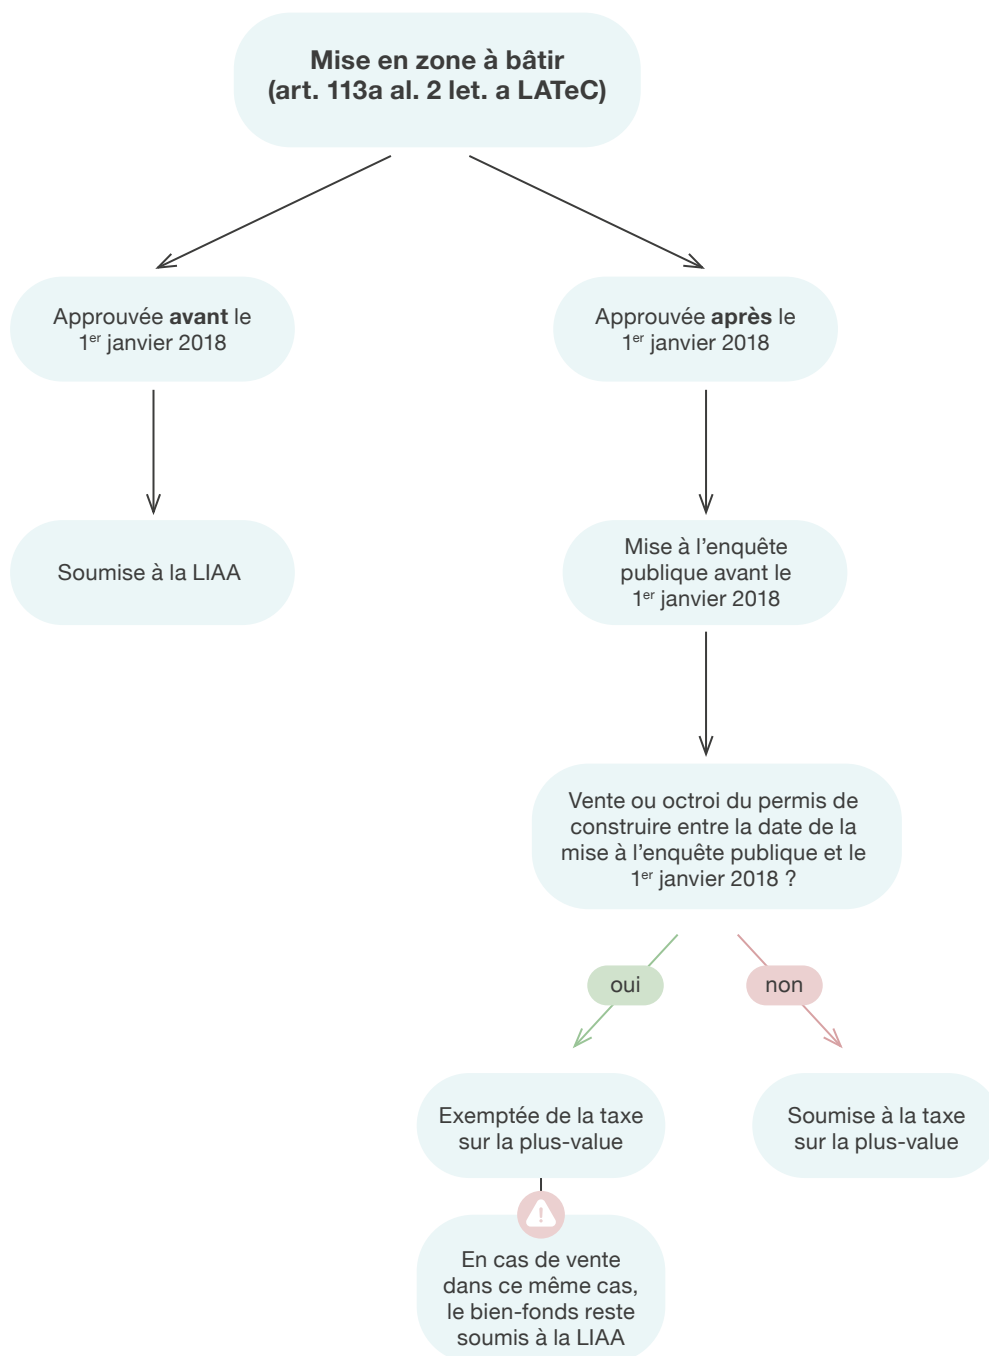 Mise en zone à bâtir
(art. 113a al. 2 let. a LATeC)
Approuvée avant le
1er janvier 2018
Approuvée après le
1er janvier 2018
Soumise à la LIAA
Mise à l’enquête
publique avant le
1er janvier 2018
Vente ou octroi du permis de
construire entre la date de la
mise à l’enquête publique et le
1er janvier 2018 ?
oui
non
Exemptée de la taxe
sur la plus-value
Soumise à la taxe
sur la plus-value
En cas de vente
dans ce même cas,
le bien-fonds reste
soumis à la LIAA